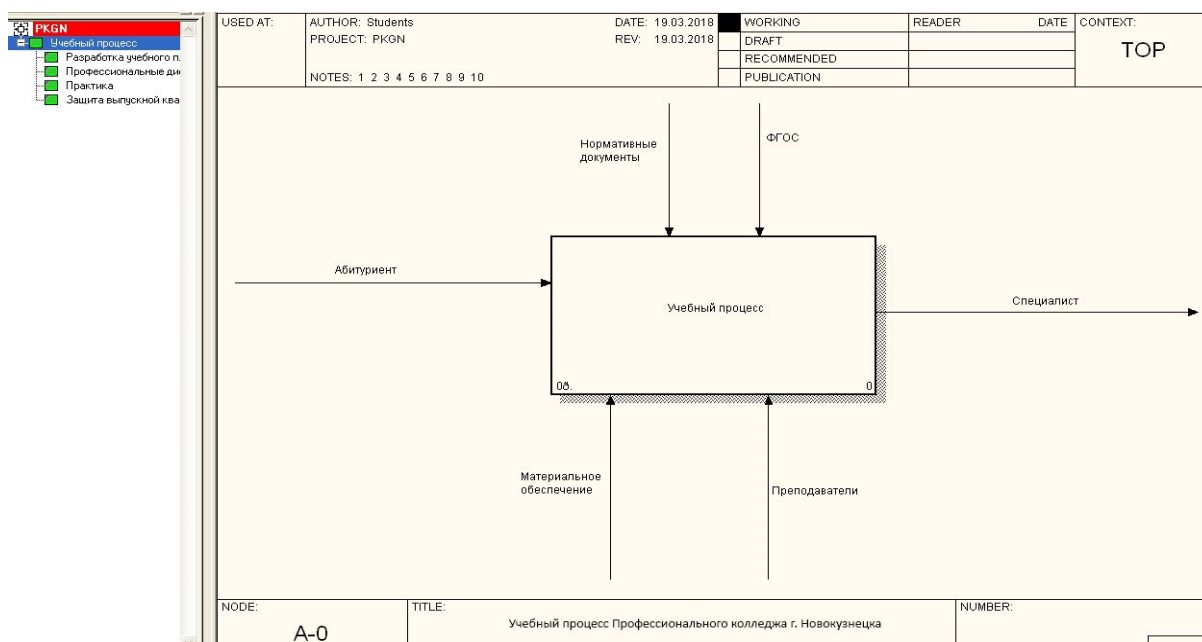 PKGN
Учебный процесс
Разработка учебного п.
Профессиональные ди
Практика
Защита выпускной ква
USED AT:
AUTHOR: Students
PROJECT: PKGN
NOTES: 1 2 3 4 5 6 7 8 9 10
DATE: 19.03.2018
REV: 19.03.2018
WORKING
DRAFT
RECOMMENDED
PUBLICATION
READER
DATE
CONTEXT:
TOP
Нормативные
документы
ФГОС
Абитуриент
Учебный процесс
Специалист
0ð.
0
Материальное
обеспечение
Преподаватели
NODE:
A-0
TITLE:
Учебный процесс Профессионального колледжа г. Новокузнецка
NUMBER: